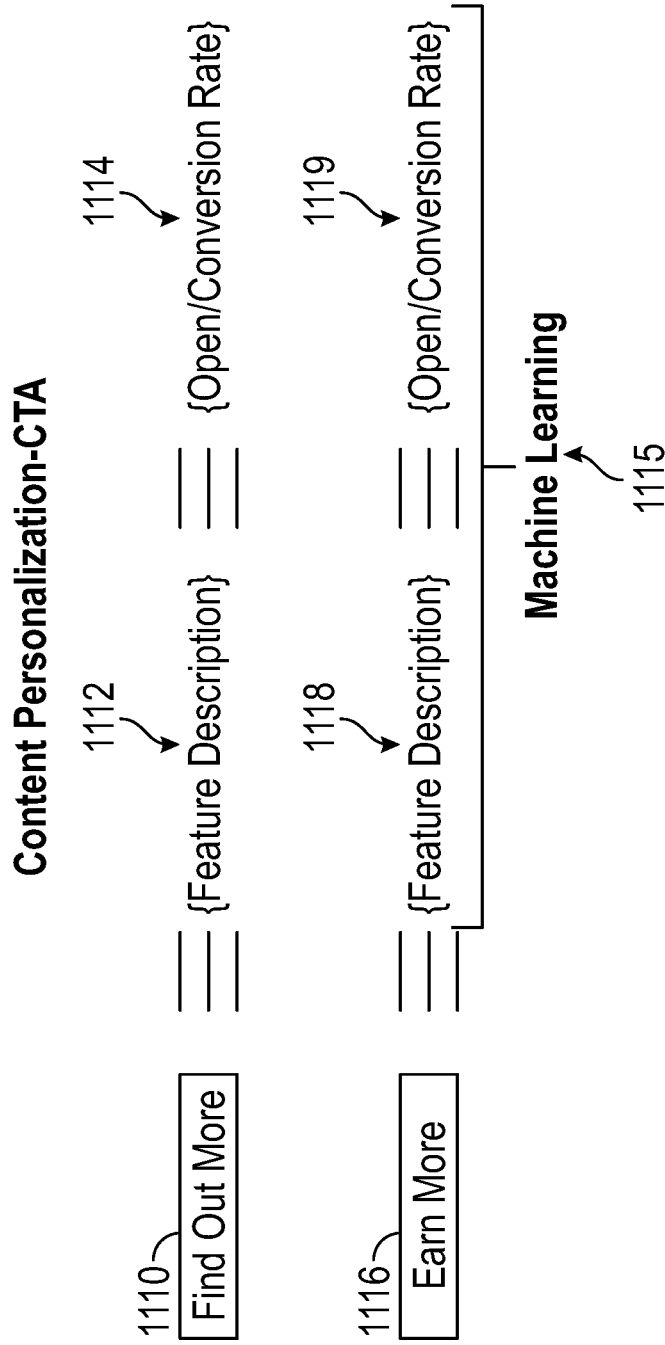 Content Personalization-CTA
1110 1112 1114
Find Out More {Feature Description} {Open/Conversion Rate}
1116 1118 1119
Earn More {Feature Description} {Open/Conversion Rate}
Machine Learning
1115